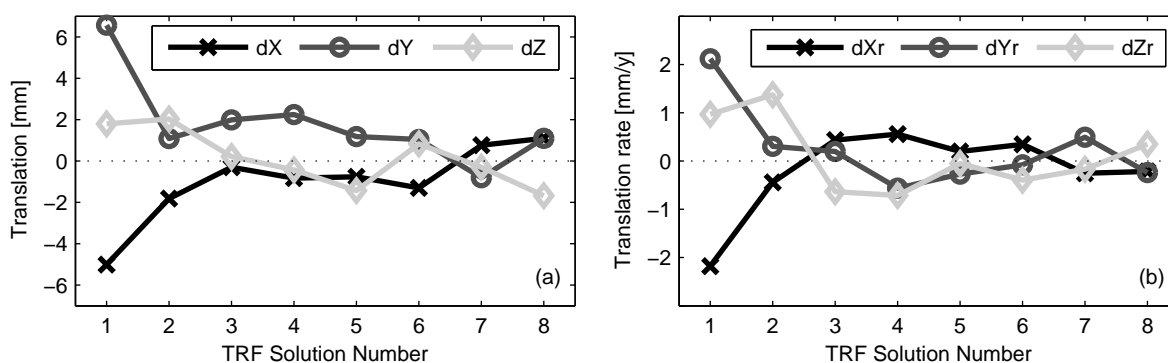 dX dY dZ
6
4
2
0
−2
−4
−6
Translation [mm]
(a)
1 2 3 4 5 6 7 8
TRF Solution Number
dXr dYr dZr
2
1
0
−1
−2
Translation rate [mm/y]
(b)
1 2 3 4 5 6 7 8
TRF Solution Number